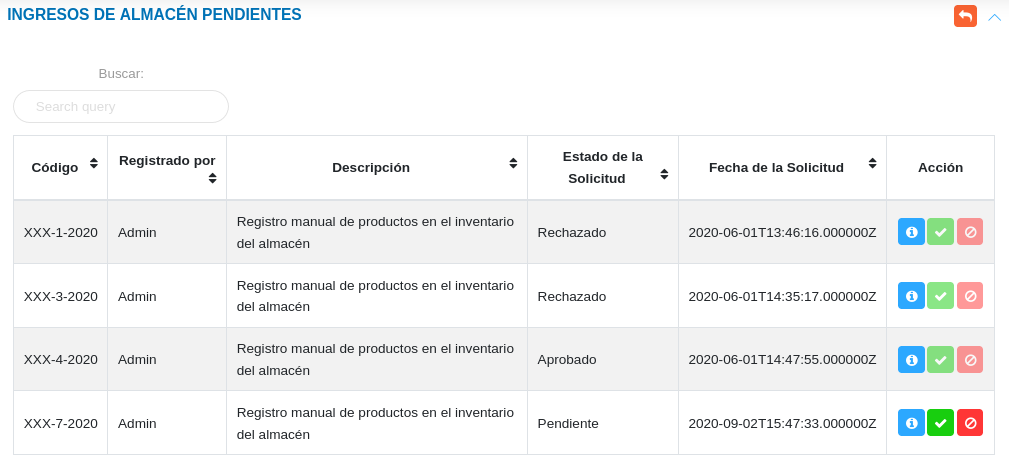 INGRESOS DE ALMACÉN PENDIENTES
Buscar:
Search query
Código
Registrado por
Descripción
Estado de la
Solicitud
Fecha de la Solicitud
Acción
XXX-1-2020
Admin
Registro manual de productos en el inventario
del almacén
Rechazado
2020-06-01T13:46:16.000000Z
XXX-3-2020
Admin
Registro manual de productos en el inventario
del almacén
Rechazado
2020-06-01T14:35:17.000000Z
XXX-4-2020
Admin
Registro manual de productos en el inventario
del almacén
Aprobado
2020-06-01T14:47:55.000000Z
XXX-7-2020
Admin
Registro manual de productos en el inventario
del almacén
Pendiente
2020-09-02T15:47:33.000000Z